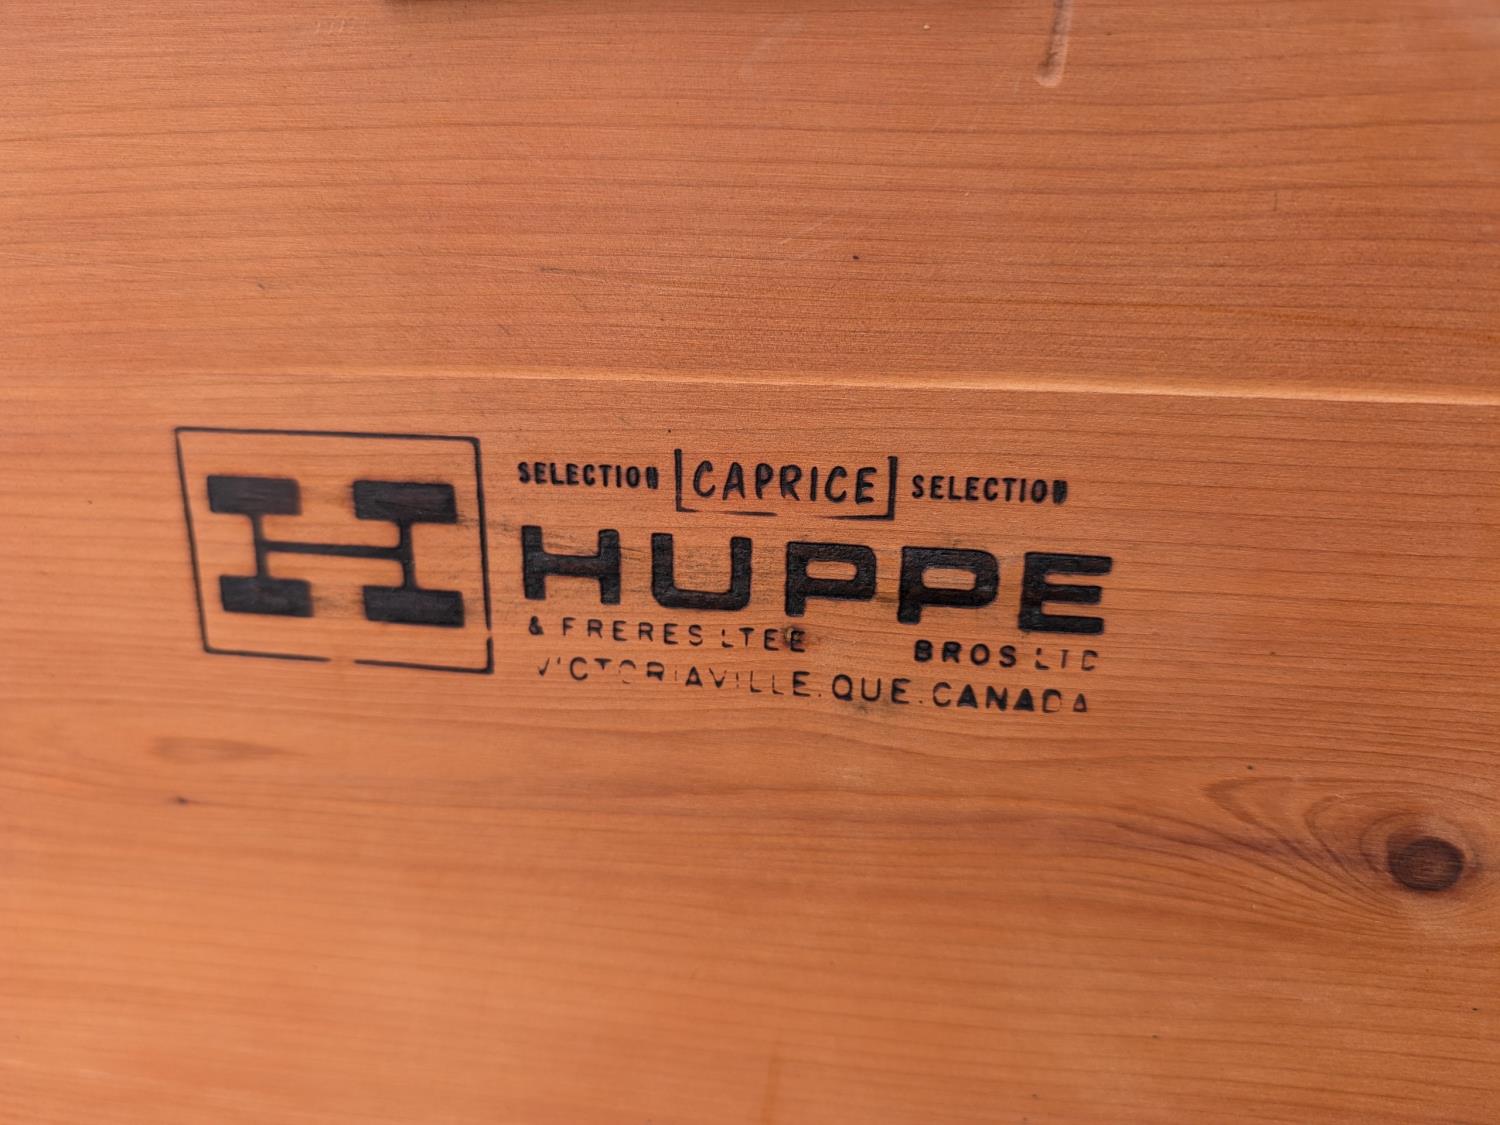 H
SELECTION CAPRICE SELECTION
HUPPE
& FRERES LTEE BROS LTD
VICTORIAVILLE. QUE. CANADA